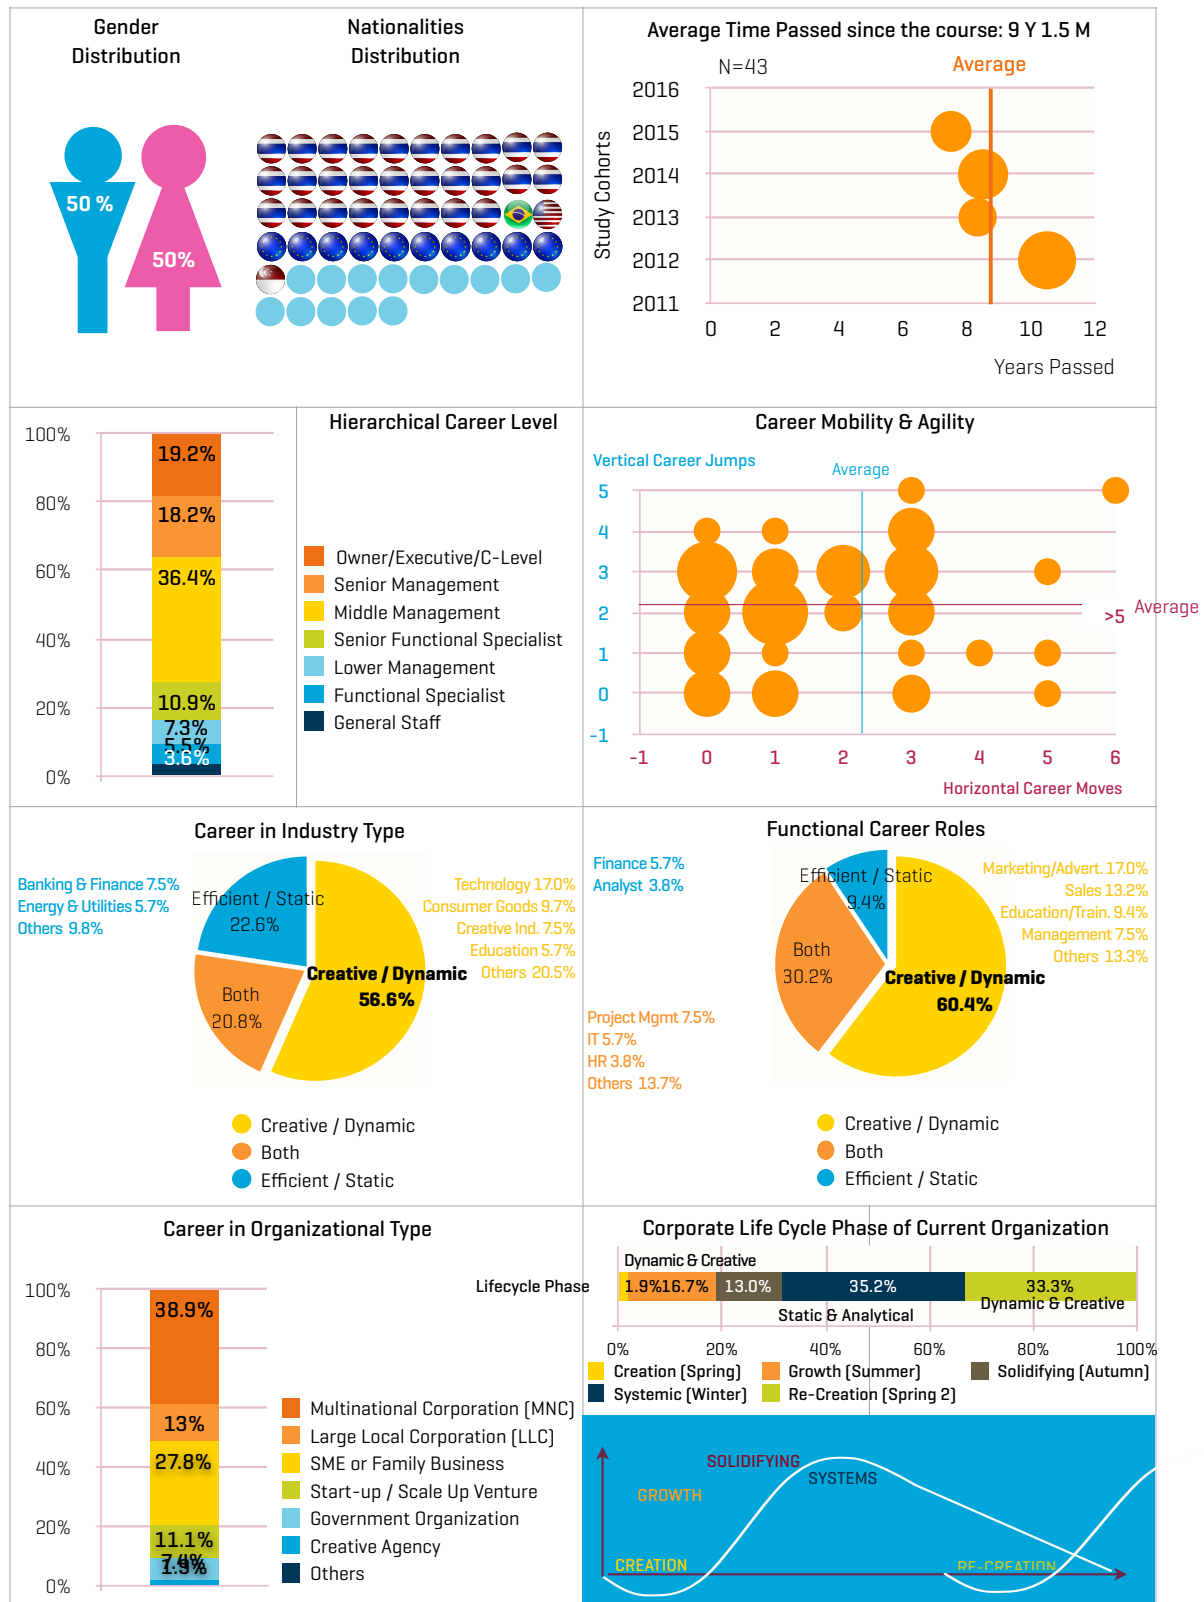 Gender
Distribution
Nationalities
Distribution
50 %
50%
Average Time Passed since the course: 9 Y 1.5 M
N=43
Average
Study Cohorts
2016
2015
2014
2013
2012
2011
0 2 4 6 8 10 12
Years Passed
Hierarchical Career Level
100%
80%
60%
40%
20%
0%
19.2%
18.2%
36.4%
10.9%
7.3%
5.5%
3.6%
Owner/Executive/C-Level
Senior Management
Middle Management
Senior Functional Specialist
Lower Management
Functional Specialist
General Staff
Career Mobility & Agility
Vertical Career Jumps
Average
5
4
3
2
1
0
-1
>5
Average
-1 0 1 2 3 4 5 6
Horizontal Career Moves
Career in Industry Type
Banking & Finance 7.5%
Energy & Utilities 5.7%
Others 9.8%
Efficient / Static
22.6%
Both
20.8%
Creative / Dynamic
56.6%
Technology 17.0%
Consumer Goods 9.7%
Creative Ind. 7.5%
Education 5.7%
Others 20.5%
Creative / Dynamic
Both
Efficient / Static
Functional Career Roles
Finance 5.7%
Analyst 3.8%
Efficient / Static
9.4%
Both
30.2%
Creative / Dynamic
60.4%
Marketing/Advert. 17.0%
Sales 13.2%
Education/Train. 9.4%
Management 7.5%
Others 13.3%
Project Mgmt 7.5%
IT 5.7%
HR 3.8%
Others 13.7%
Creative / Dynamic
Both
Efficient / Static
Career in Organizational Type
100%
80%
60%
40%
20%
0%
38.9%
13%
27.8%
11.1%
7.4%
1.9%
Multinational Corporation (MNC)
Large Local Corporation (LLC)
SME or Family Business
Start-up / Scale Up Venture
Government Organization
Creative Agency
Others
Corporate Life Cycle Phase of Current Organization
Dynamic & Creative
Lifecycle Phase
1.9% 16.7% 13.0% 35.2% 33.3%
Dynamic & Creative
Static & Analytical
0% 20% 40% 60% 80% 100%
Creation (Spring)
Growth (Summer)
Solidifying (Autumn)
Systemic (Winter)
Re-Creation (Spring 2)
SOLIDIFYING
SYSTEMS
GROWTH
CREATION
RE-CREATION